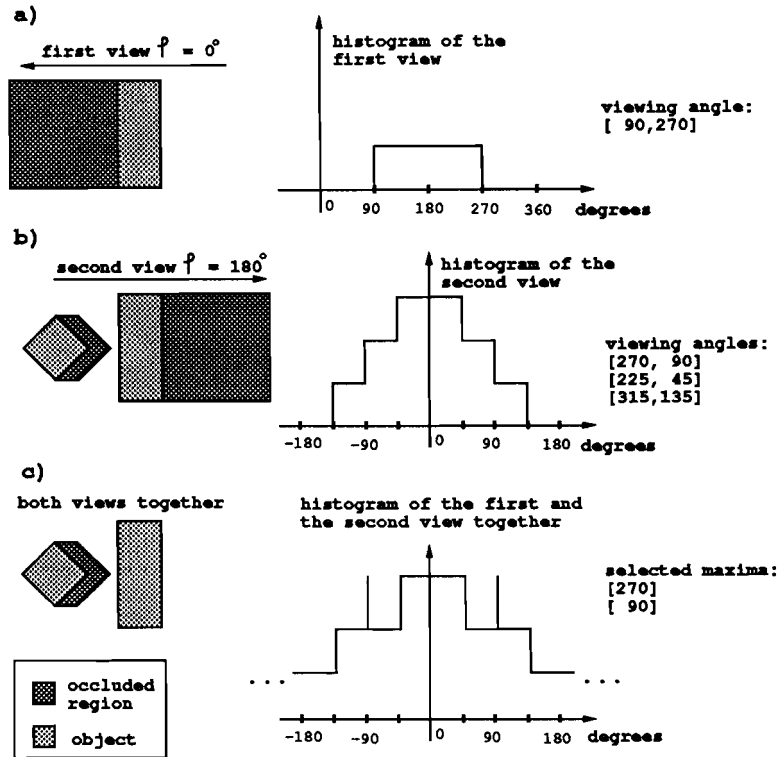 a)
first view ρ = 0°
histogram of the
first view
viewing angle:
[ 90,270]
0 90 180 270 360 degrees
b)
second view ρ = 180°
histogram of the
second view
viewing angles:
[270, 90]
[225, 45]
[315,135]
-180 -90 0 90 180 degrees
c)
both views together
histogram of the first and
the second view together
selected maxima:
[270]
[ 90]
. . . . . .
occluded
region
object
-180 -90 0 90 180 degrees